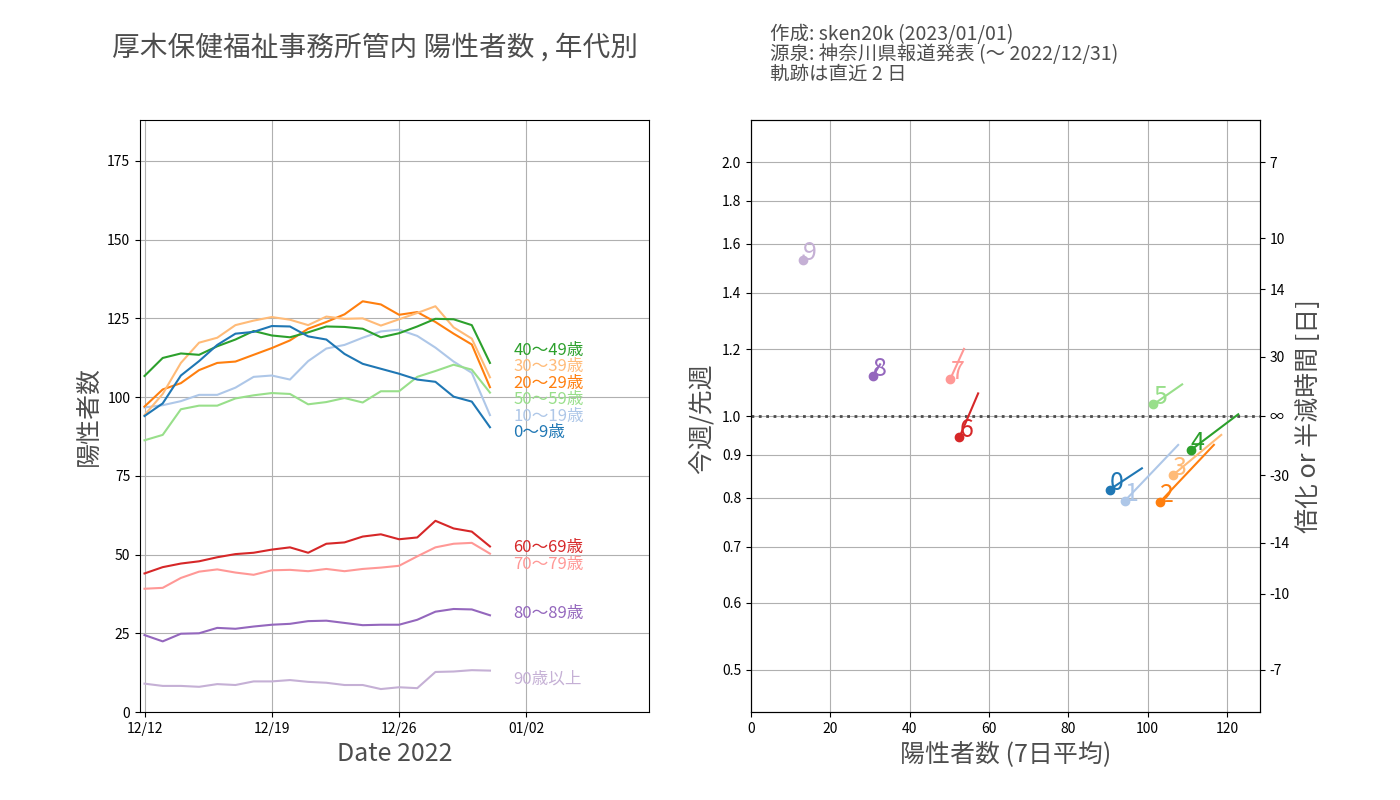 厚木保健福祉事務所管内 陽性者数 , 年代別
作成: sken20k (2023/01/01)
源泉: 神奈川県報道発表 (〜 2022/12/31)
軌跡は直近 2 日
陽性者数
175
150
125
100
75
50
25
0
40〜49歳
30〜39歳
20〜29歳
50〜59歳
10〜19歳
0〜9歳
60〜69歳
70〜79歳
80〜89歳
90歳以上
12/12 12/19 12/26 01/02
Date 2022
今週/先週
2.0
1.8
1.6
1.4
1.2
1.0
0.9
0.8
0.7
0.6
0.5
9
8
7
6
5
4
3
2
1
0
0 20 40 60 80 100 120
陽性者数 (7日平均)
7
10
14
30
∞
-30
-14
-10
-7
倍化 or 半減時間 [日]